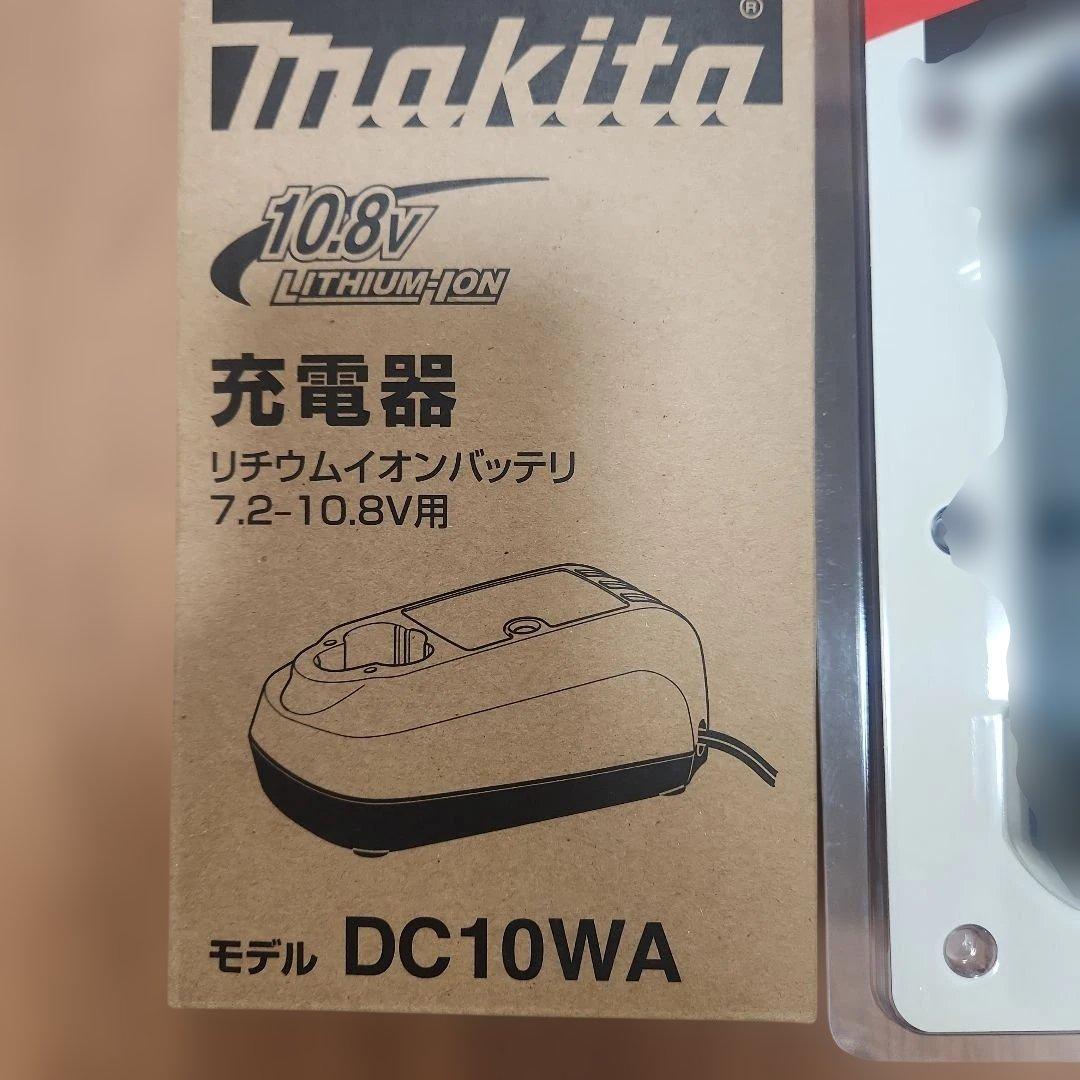 makita®
10.8V
LITHIUM-ION
充電器
リチウムイオンバッテリ
7.2-10.8V用
モデル DC10WA